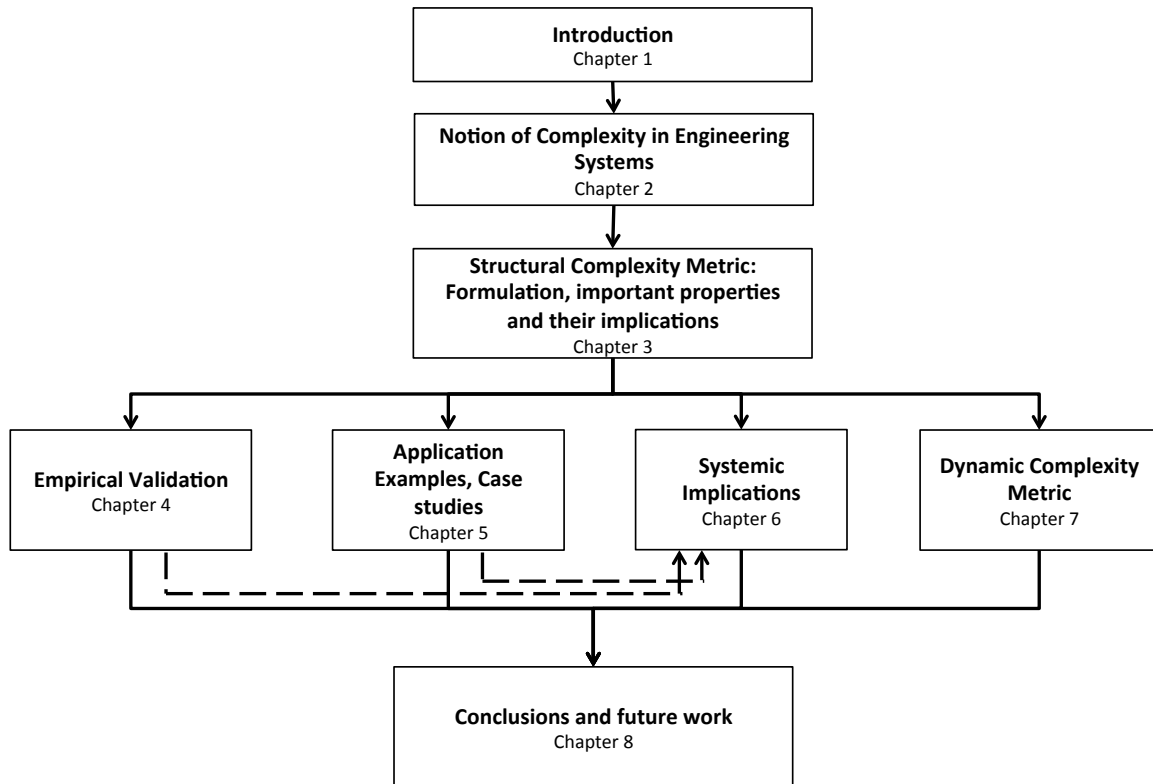 Introduction
Chapter 1
Notion of Complexity in Engineering
Systems
Chapter 2
Structural Complexity Metric:
Formulation, important properties
and their implications
Chapter 3
Empirical Validation
Chapter 4
Application
Examples, Case
studies
Chapter 5
Systemic
Implications
Chapter 6
Dynamic Complexity
Metric
Chapter 7
Conclusions and future work
Chapter 8